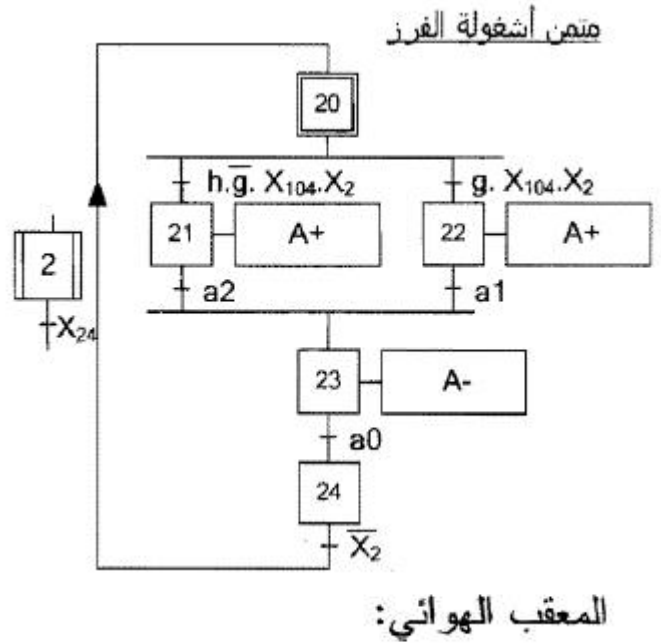 متمن أشغولة الفرز
20
h.g̅. X₁₀₄.X₂
g. X₁₀₄.X₂
21
A+
22
A+
2
a2
a1
X₂₄
23
A-
a0
24
X̅₂
المعقب الهوائي: